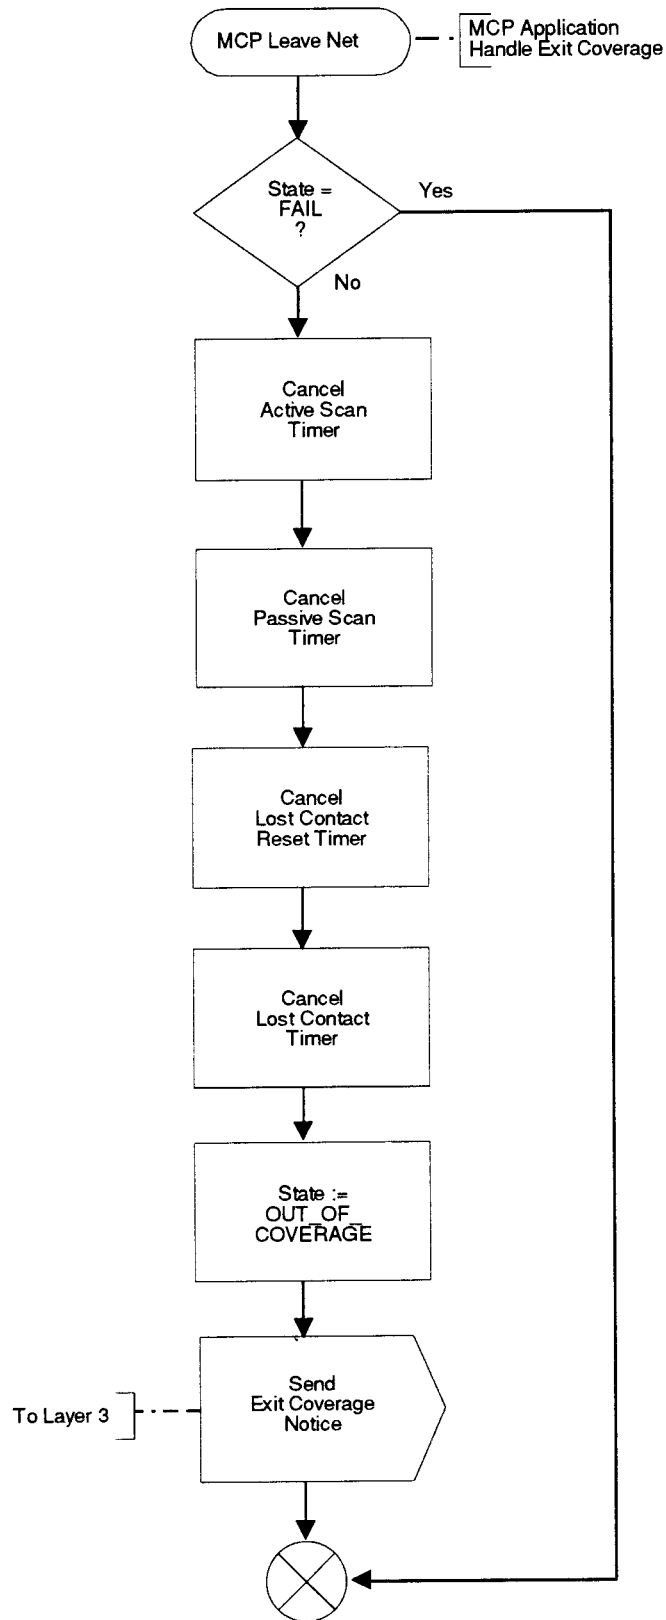 MCP Leave Net
MCP Application
Handle Exit Coverage
State =
FAIL
?
Yes
No
Cancel
Active Scan
Timer
Cancel
Passive Scan
Timer
Cancel
Lost Contact
Reset Timer
Cancel
Lost Contact
Timer
State :=
OUT_OF_
COVERAGE
Send
Exit Coverage
Notice
To Layer 3